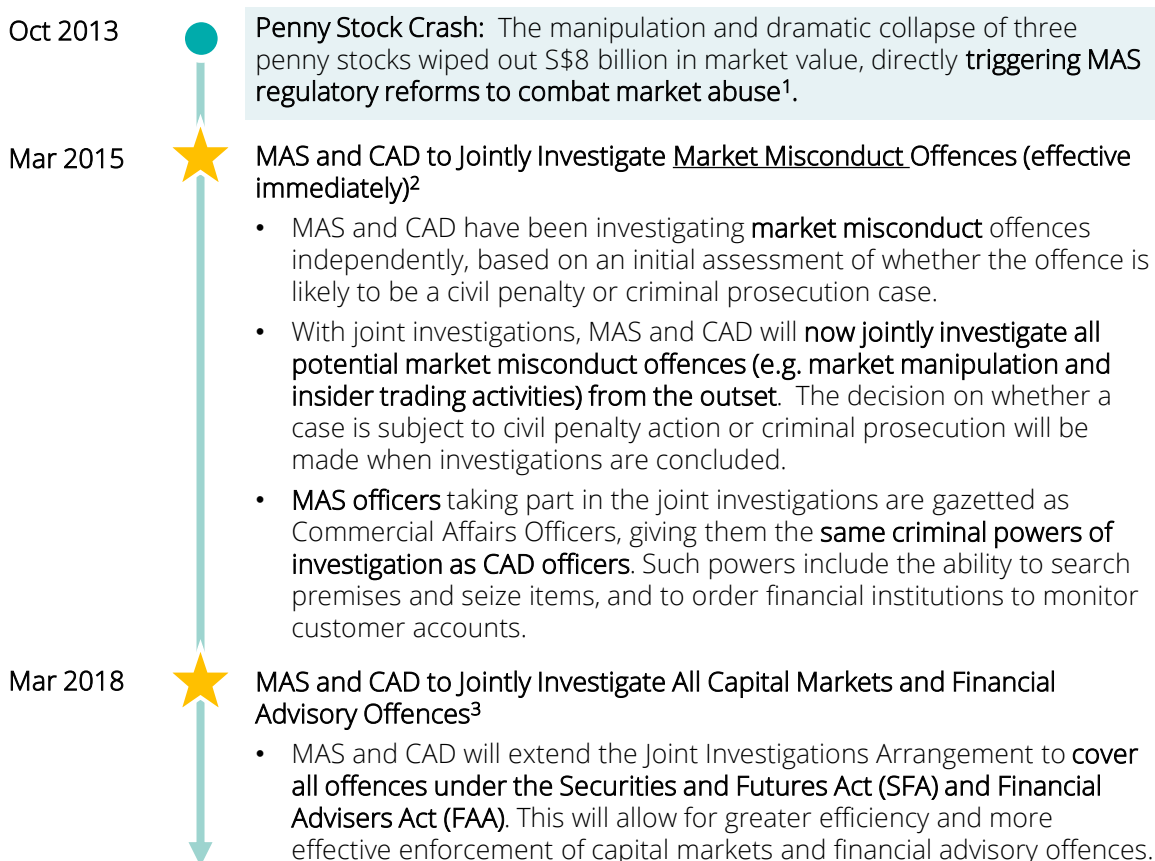 Oct 2013
Penny Stock Crash: The manipulation and dramatic collapse of three
penny stocks wiped out S$8 billion in market value, directly triggering MAS
regulatory reforms to combat market abuse¹.
Mar 2015
MAS and CAD to Jointly Investigate Market Misconduct Offences (effective
immediately)²
• MAS and CAD have been investigating market misconduct offences
independently, based on an initial assessment of whether the offence is
likely to be a civil penalty or criminal prosecution case.
• With joint investigations, MAS and CAD will now jointly investigate all
potential market misconduct offences (e.g. market manipulation and
insider trading activities) from the outset. The decision on whether a
case is subject to civil penalty action or criminal prosecution will be
made when investigations are concluded.
• MAS officers taking part in the joint investigations are gazetted as
Commercial Affairs Officers, giving them the same criminal powers of
investigation as CAD officers. Such powers include the ability to search
premises and seize items, and to order financial institutions to monitor
customer accounts.
Mar 2018
MAS and CAD to Jointly Investigate All Capital Markets and Financial
Advisory Offences³
• MAS and CAD will extend the Joint Investigations Arrangement to cover
all offences under the Securities and Futures Act (SFA) and Financial
Advisers Act (FAA). This will allow for greater efficiency and more
effective enforcement of capital markets and financial advisory offences.